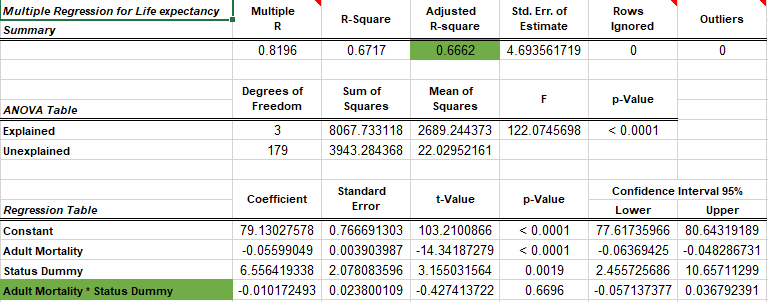 Multiple Regression for Life expectancy Multiple R-Square Adjusted Std. Err. of Rows Outliers
Summary R R-square Estimate Ignored
0.8196 0.6717 0.6662 4.693561719 0 0
Degrees of Sum of Mean of F p-Value
ANOVA Table Freedom Squares Squares
Explained 3 8067.733118 2689.244373 122.0745698 < 0.0001
Unexplained 179 3943.284368 22.02952161
Coefficient Standard t-Value p-Value Confidence Interval 95%
Regression Table Error Lower Upper
Constant 79.13027578 0.766691303 103.2100866 < 0.0001 77.61735966 80.64319189
Adult Mortality -0.05599049 0.003903987 -14.34187279 < 0.0001 -0.06369425 -0.048286731
Status Dummy 6.556419338 2.078083596 3.155031564 0.0019 2.455725686 10.65711299
Adult Mortality * Status Dummy -0.010172493 0.023800109 -0.427413722 0.6696 -0.057137377 0.036792391